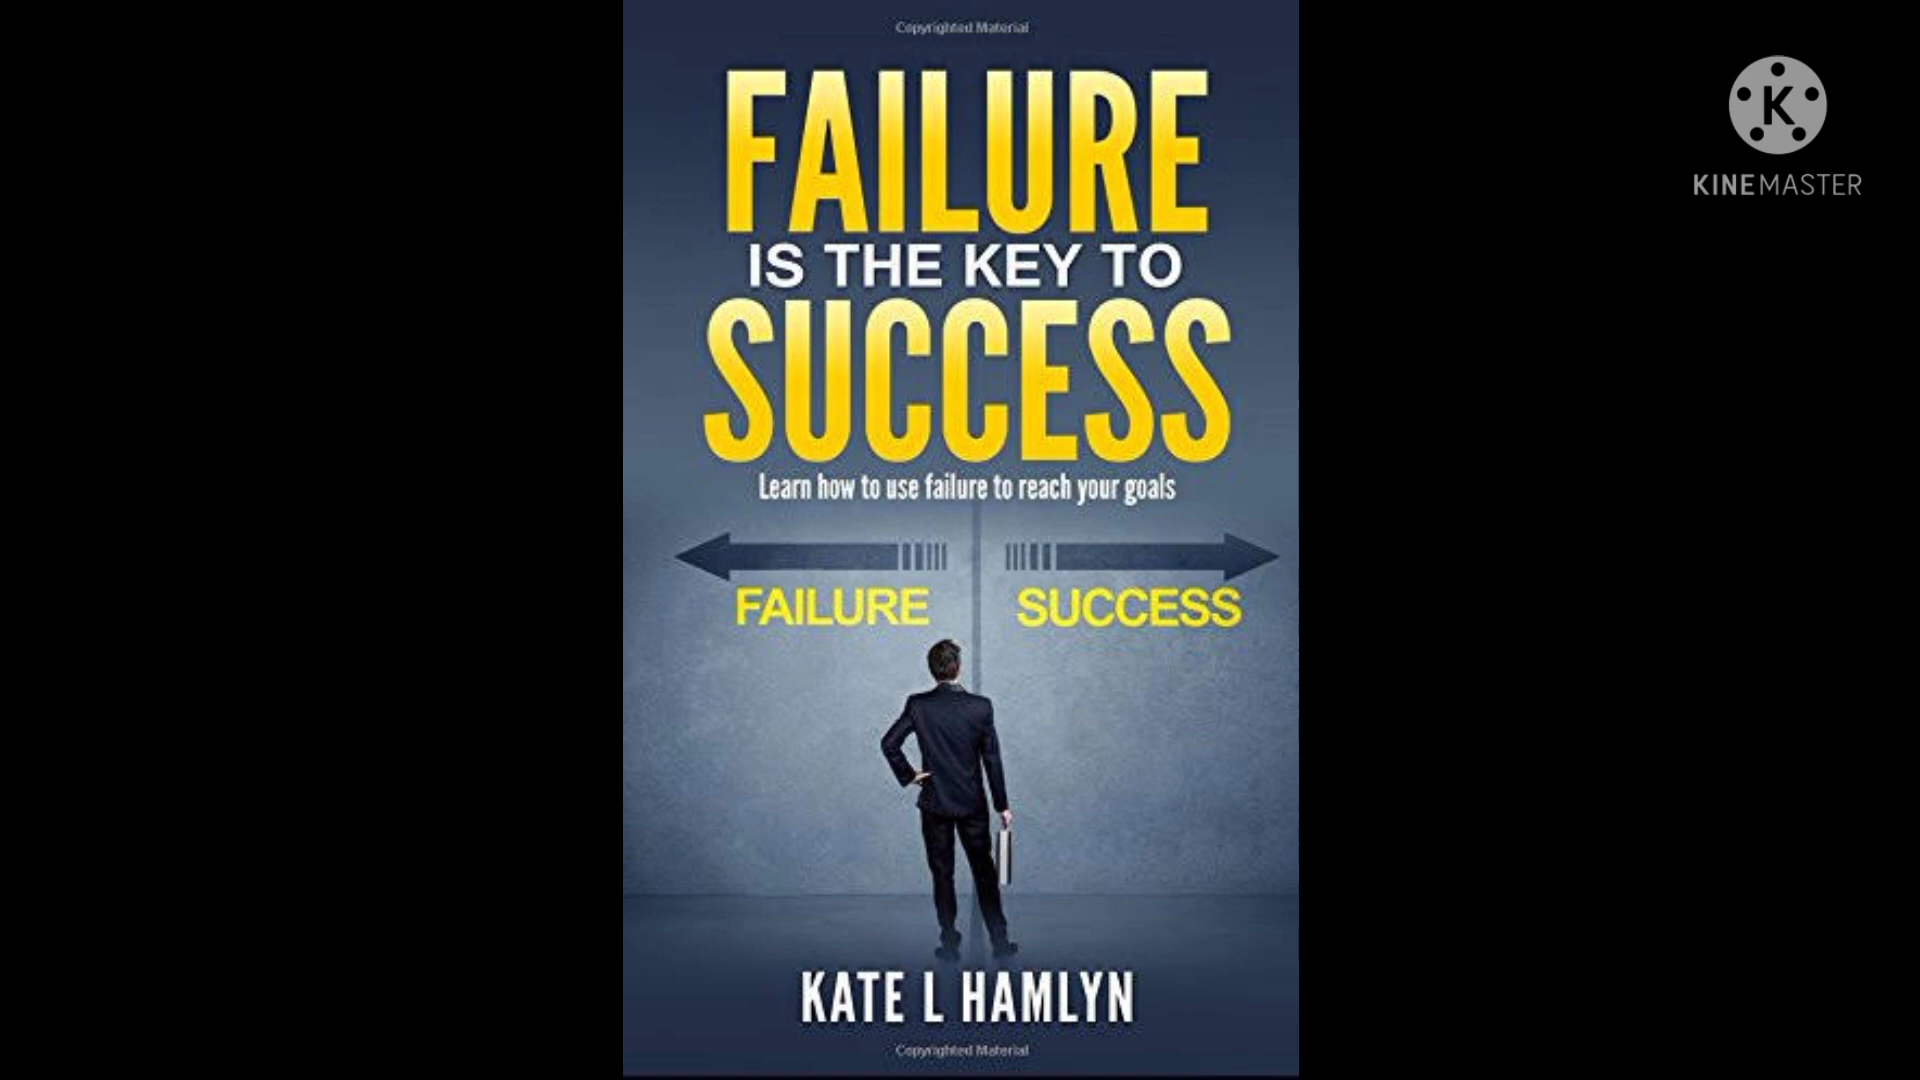 Copyrighted Material
FAILURE
IS THE KEY TO
SUCCESS
Learn how to use failure to reach your goals
FAILURE SUCCESS
KATE L HAMLYN
Copyrighted Material
K
KINEMASTER